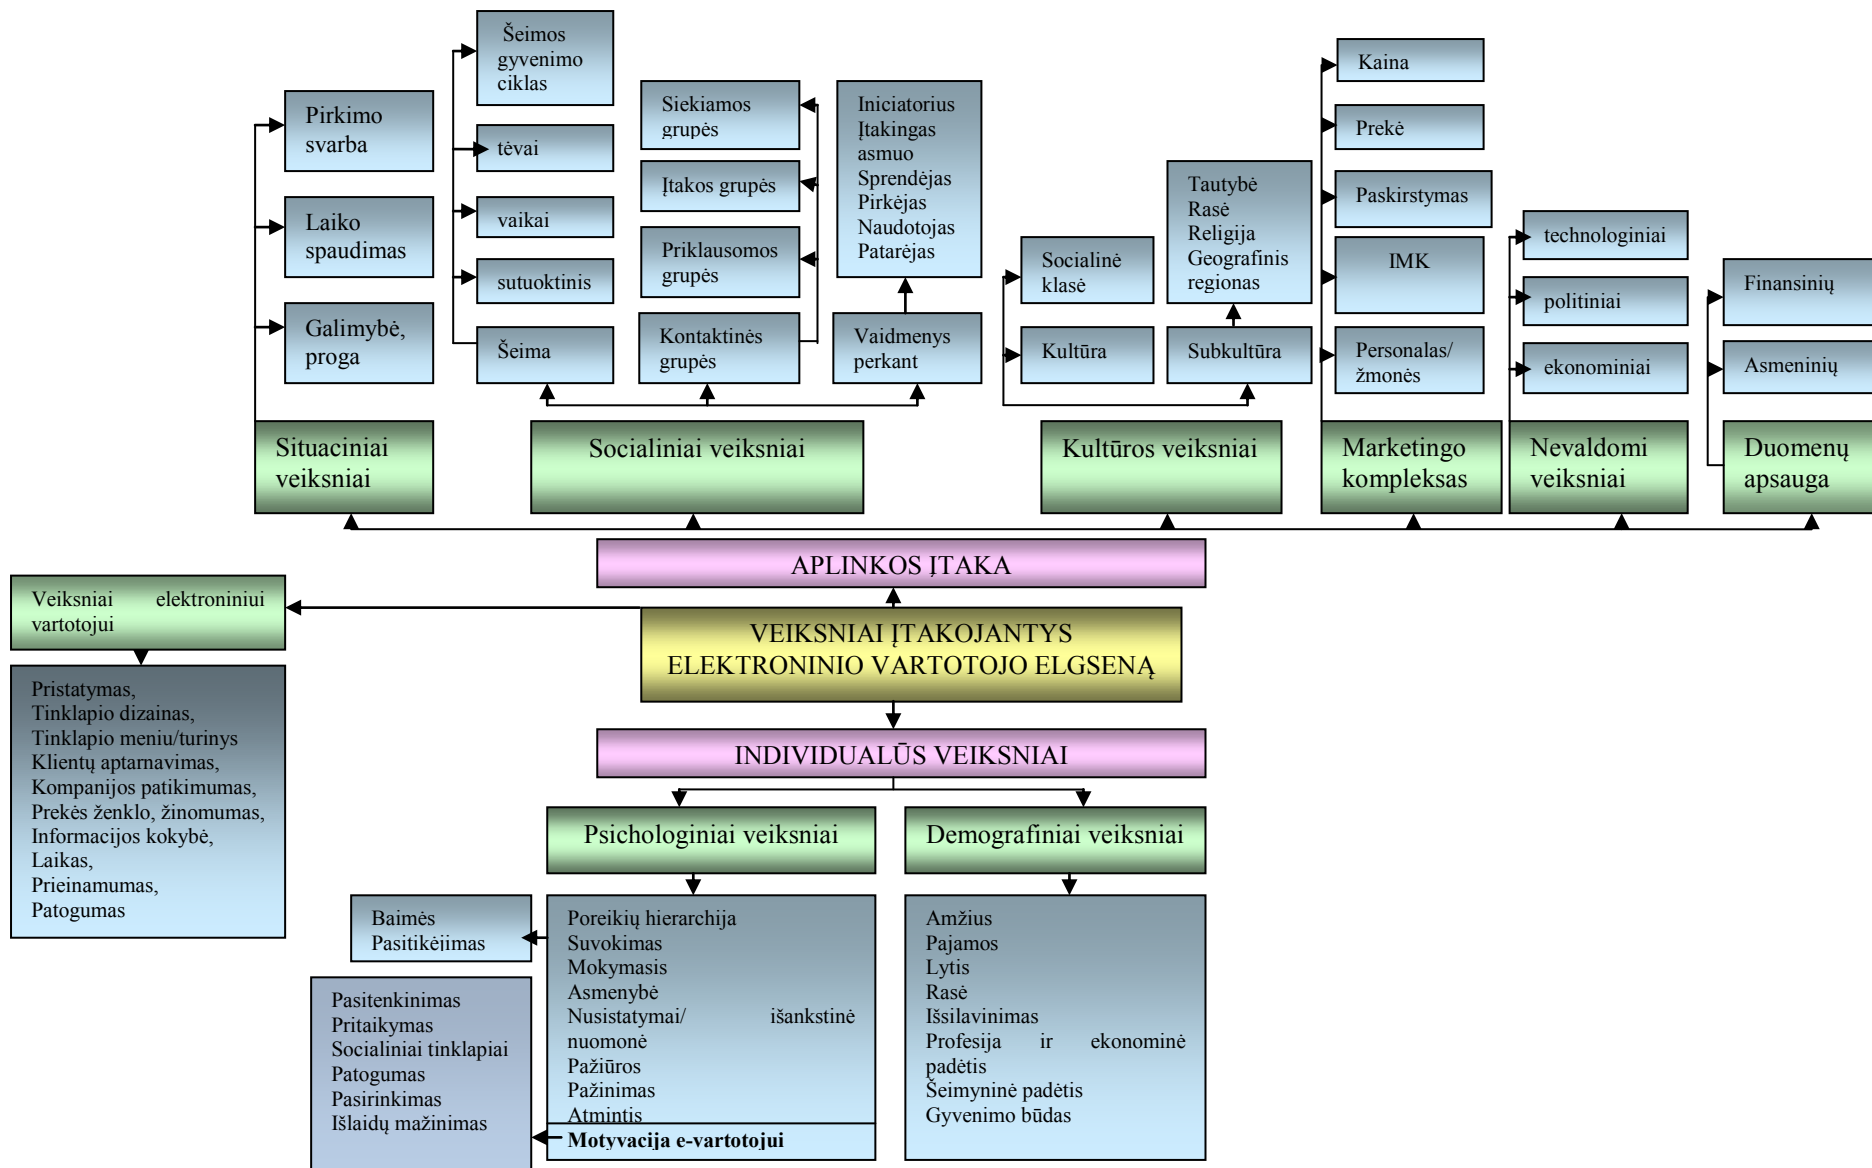 Šeimos
gyvenimo
ciklas
Pirkimo
svarba
tėvai
Laiko
spaudimas
vaikai
sutuoktinis
Galimybė,
proga
Šeima
Siekiamos
grupės
Įtakos grupės
Priklausomos
grupės
Kontaktinės
grupės
Iniciatorius
Įtakingas
asmuo
Sprendėjas
Pirkėjas
Naudotojas
Patarėjas
Vaidmenys
perkant
Socialinė
klasė
Kultūra
Tautybė
Rasė
Religija
Geografinis
regionas
Subkultūra
Kaina
Prekė
Paskirstymas
IMK
Personalas/
žmonės
technologiniai
politiniai
ekonominiai
Finansinių
Asmeninių
Situaciniai
veiksniai
Socialiniai veiksniai
Kultūros veiksniai
Marketingo
kompleksas
Nevaldomi
veiksniai
Duomenų
apsauga
APLINKOS ĮTAKA
Veiksniai elektroniniui
vartotojui
VEIKSNIAI ĮTAKOJANTYS
ELEKTRONINIO VARTOTOJO ELGSENĄ
Pristatymas,
Tinklapio dizainas,
Tinklapio meniu/turinys
Klientų aptarnavimas,
Kompanijos patikimumas,
Prekės ženklo, žinomumas,
Informacijos kokybė,
Laikas,
Prieinamumas,
Patogumas
INDIVIDUALŪS VEIKSNIAI
Psichologiniai veiksniai
Demografiniai veiksniai
Baimės
Pasitikėjimas
Poreikių hierarchija
Suvokimas
Mokymasis
Asmenybė
Nusistatymai/ išankstinė
nuomonė
Pažiūros
Pažinimas
Atmintis
Motyvacija e-vartotojui
Pasitenkinimas
Pritaikymas
Socialiniai tinklapiai
Patogumas
Pasirinkimas
Išlaidų mažinimas
Amžius
Pajamos
Lytis
Rasė
Išsilavinimas
Profesija ir ekonominė
padėtis
Šeimyninė padėtis
Gyvenimo būdas